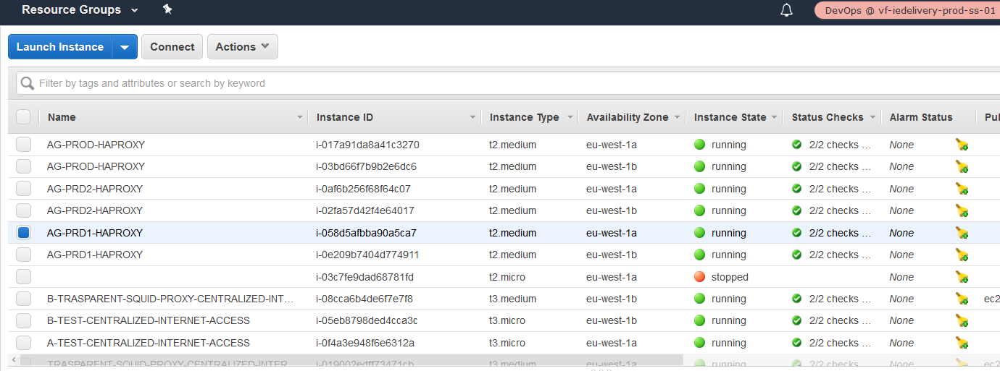 Resource Groups DevOps @ vf-iedelivery-prod-ss-01
Launch Instance Connect Actions
Filter by tags and attributes or search by keyword
Name Instance ID Instance Type Availability Zone Instance State Status Checks Alarm Status Pul
AG-PROD-HAPROXY i-017a91da8a41c3270 t2.medium eu-west-1a running 2/2 checks ... None
AG-PROD-HAPROXY i-03bd66f7b9b2e6dc6 t2.medium eu-west-1b running 2/2 checks ... None
AG-PRD2-HAPROXY i-0af6b256f68f64c07 t2.medium eu-west-1a running 2/2 checks ... None
AG-PRD2-HAPROXY i-02fa57d42f4e64017 t2.medium eu-west-1b running 2/2 checks ... None
AG-PRD1-HAPROXY i-058d5afbba90a5ca7 t2.medium eu-west-1a running 2/2 checks ... None
AG-PRD1-HAPROXY i-0e209b7404d774911 t2.medium eu-west-1b running 2/2 checks ... None
i-03c7fe9dad68781fd t2.micro eu-west-1a stopped None
B-TRASPARENT-SQUID-PROXY-CENTRALIZED-INT... i-08cca6b4de6f7e7f8 t3.medium eu-west-1b running 2/2 checks ... None ec2
B-TEST-CENTRALIZED-INTERNET-ACCESS i-05eb8798ded4cca3c t3.micro eu-west-1b running 2/2 checks ... None
A-TEST-CENTRALIZED-INTERNET-ACCESS i-0f4a3e948f6e6312a t3.micro eu-west-1a running 2/2 checks ... None
TRASPARENT-SQUID-PROXY-CENTRALIZED-INTER... i-019002edff73471cb t3.medium eu-west-1a running 2/2 checks ... None ec2